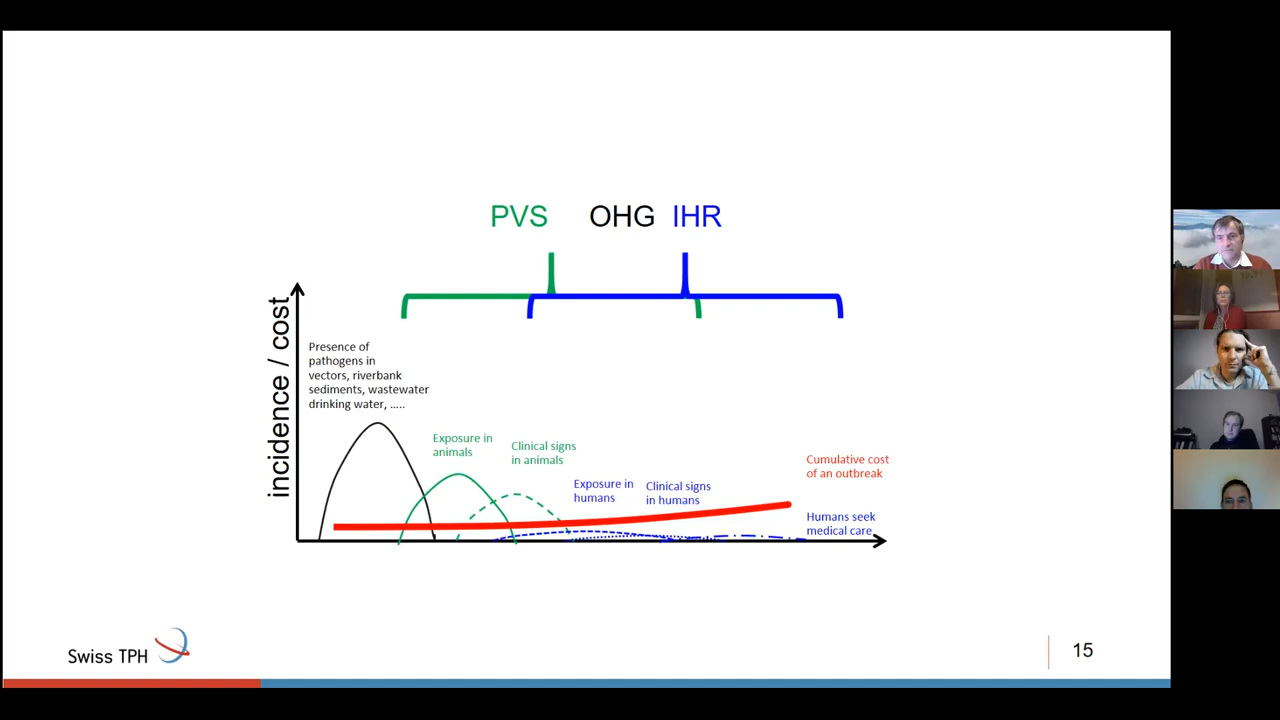 PVS OHG IHR
incidence / cost
Presence of
pathogens in
vectors, riverbank
sediments, wastewater
drinking water, .....
Exposure in
animals
Clinical signs
in animals
Exposure in
humans
Clinical signs
in humans
Cumulative cost
of an outbreak
Humans seek
medical care
Swiss TPH
15